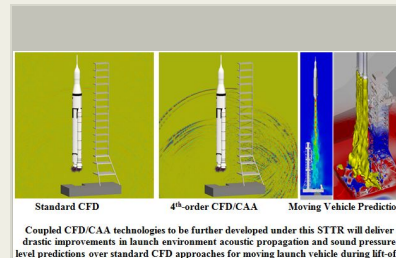 Standard CFD
4th-order CFD/CAA
Moving Vehicle Predictio
Coupled CFD/CAA technologies to be further developed under this STTR will deliver
drastic improvements in launch environment acoustic propagation and sound pressure
level predictions over standard CFD approaches for moving launch vehicle during lift-of